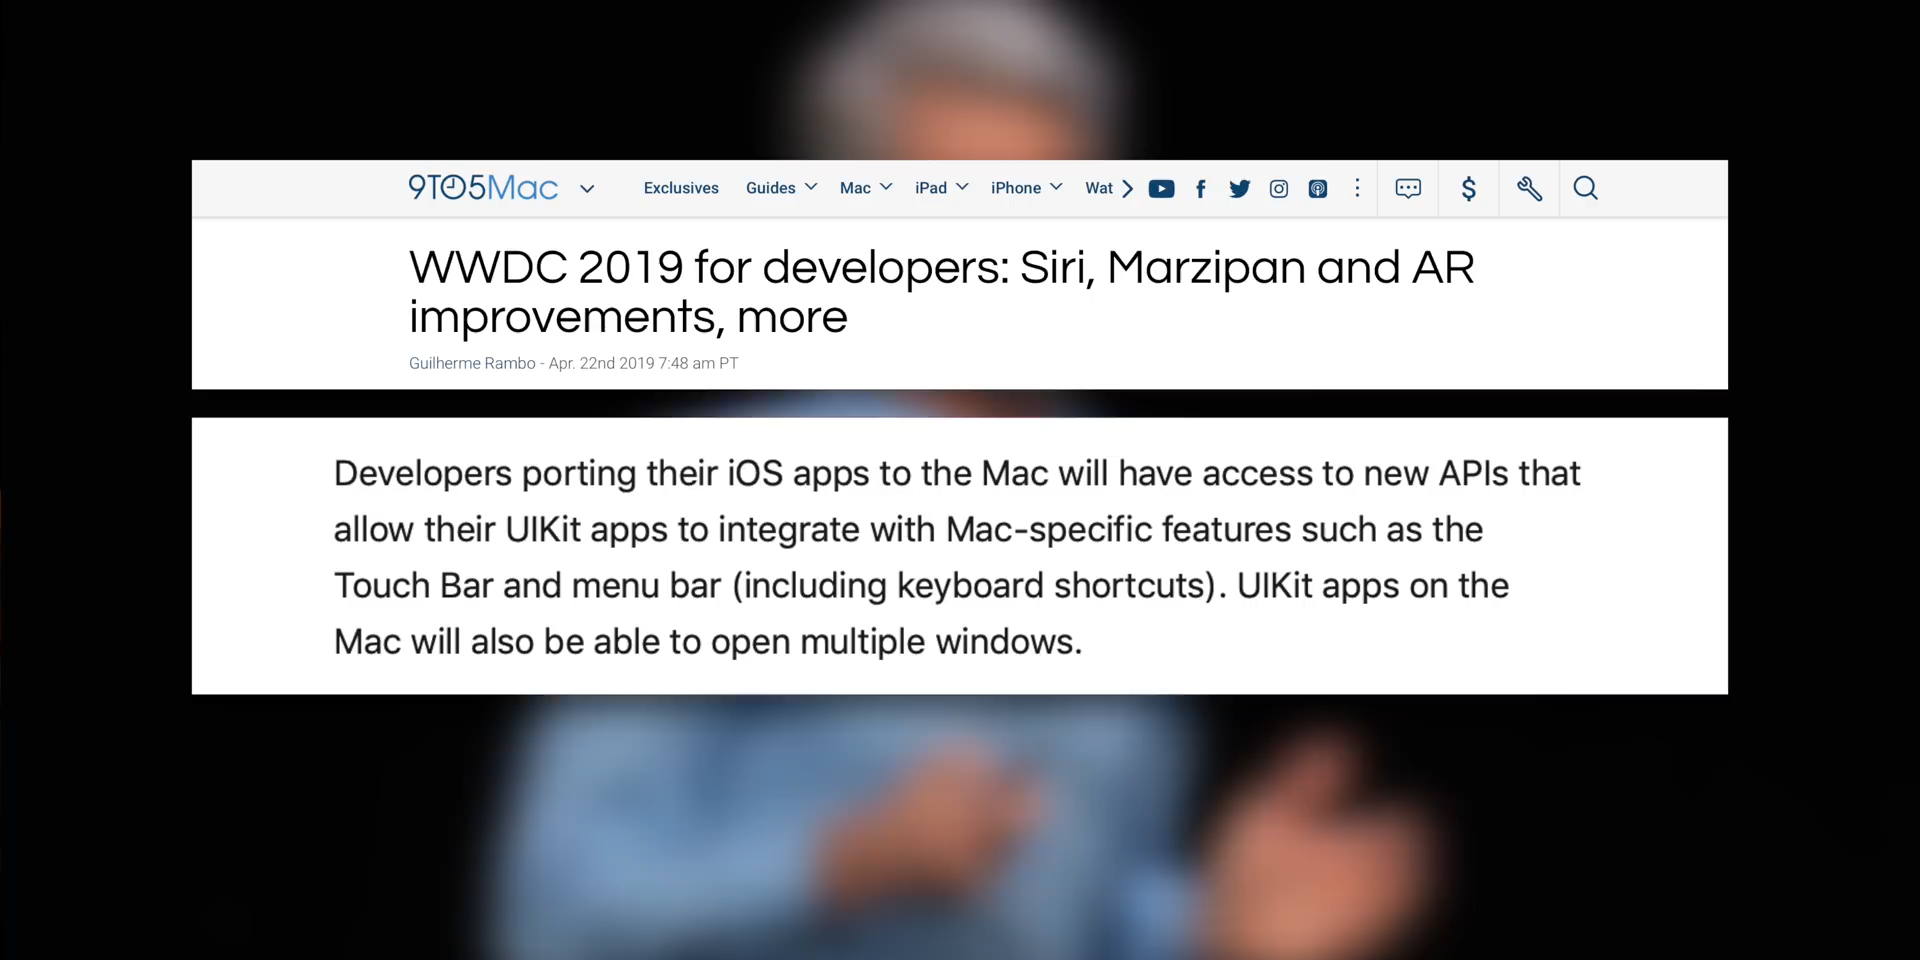 9TO5Mac Exclusives Guides Mac iPad iPhone Wat
WWDC 2019 for developers: Siri, Marzipan and AR
improvements, more
Guilherme Rambo - Apr. 22nd 2019 7:48 am PT
Developers porting their iOS apps to the Mac will have access to new APIs that
allow their UIKit apps to integrate with Mac-specific features such as the
Touch Bar and menu bar (including keyboard shortcuts). UIKit apps on the
Mac will also be able to open multiple windows.